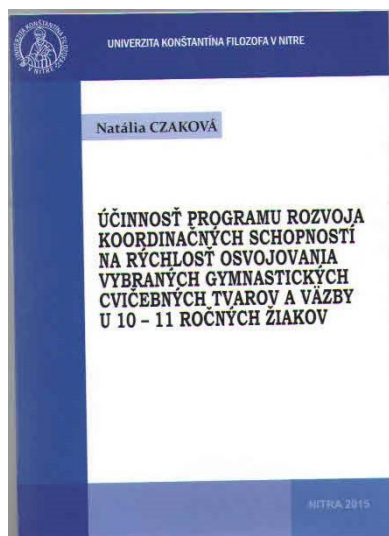 UNIVERZITA KONŠTANTÍNA FILOZOFA V NITRE
Natália CZAKOVÁ
ÚČINNOSŤ PROGRAMU ROZVOJA
KOORDINAČNÝCH SCHOPNOSTÍ
NA RÝCHLOSŤ OSVOJOVANIA
VYBRANÝCH GYMNASTICKÝCH
CVIČEBNÝCH TVAROV A VÄZBY
U 10 – 11 ROČNÝCH ŽIAKOV
NITRA 2015